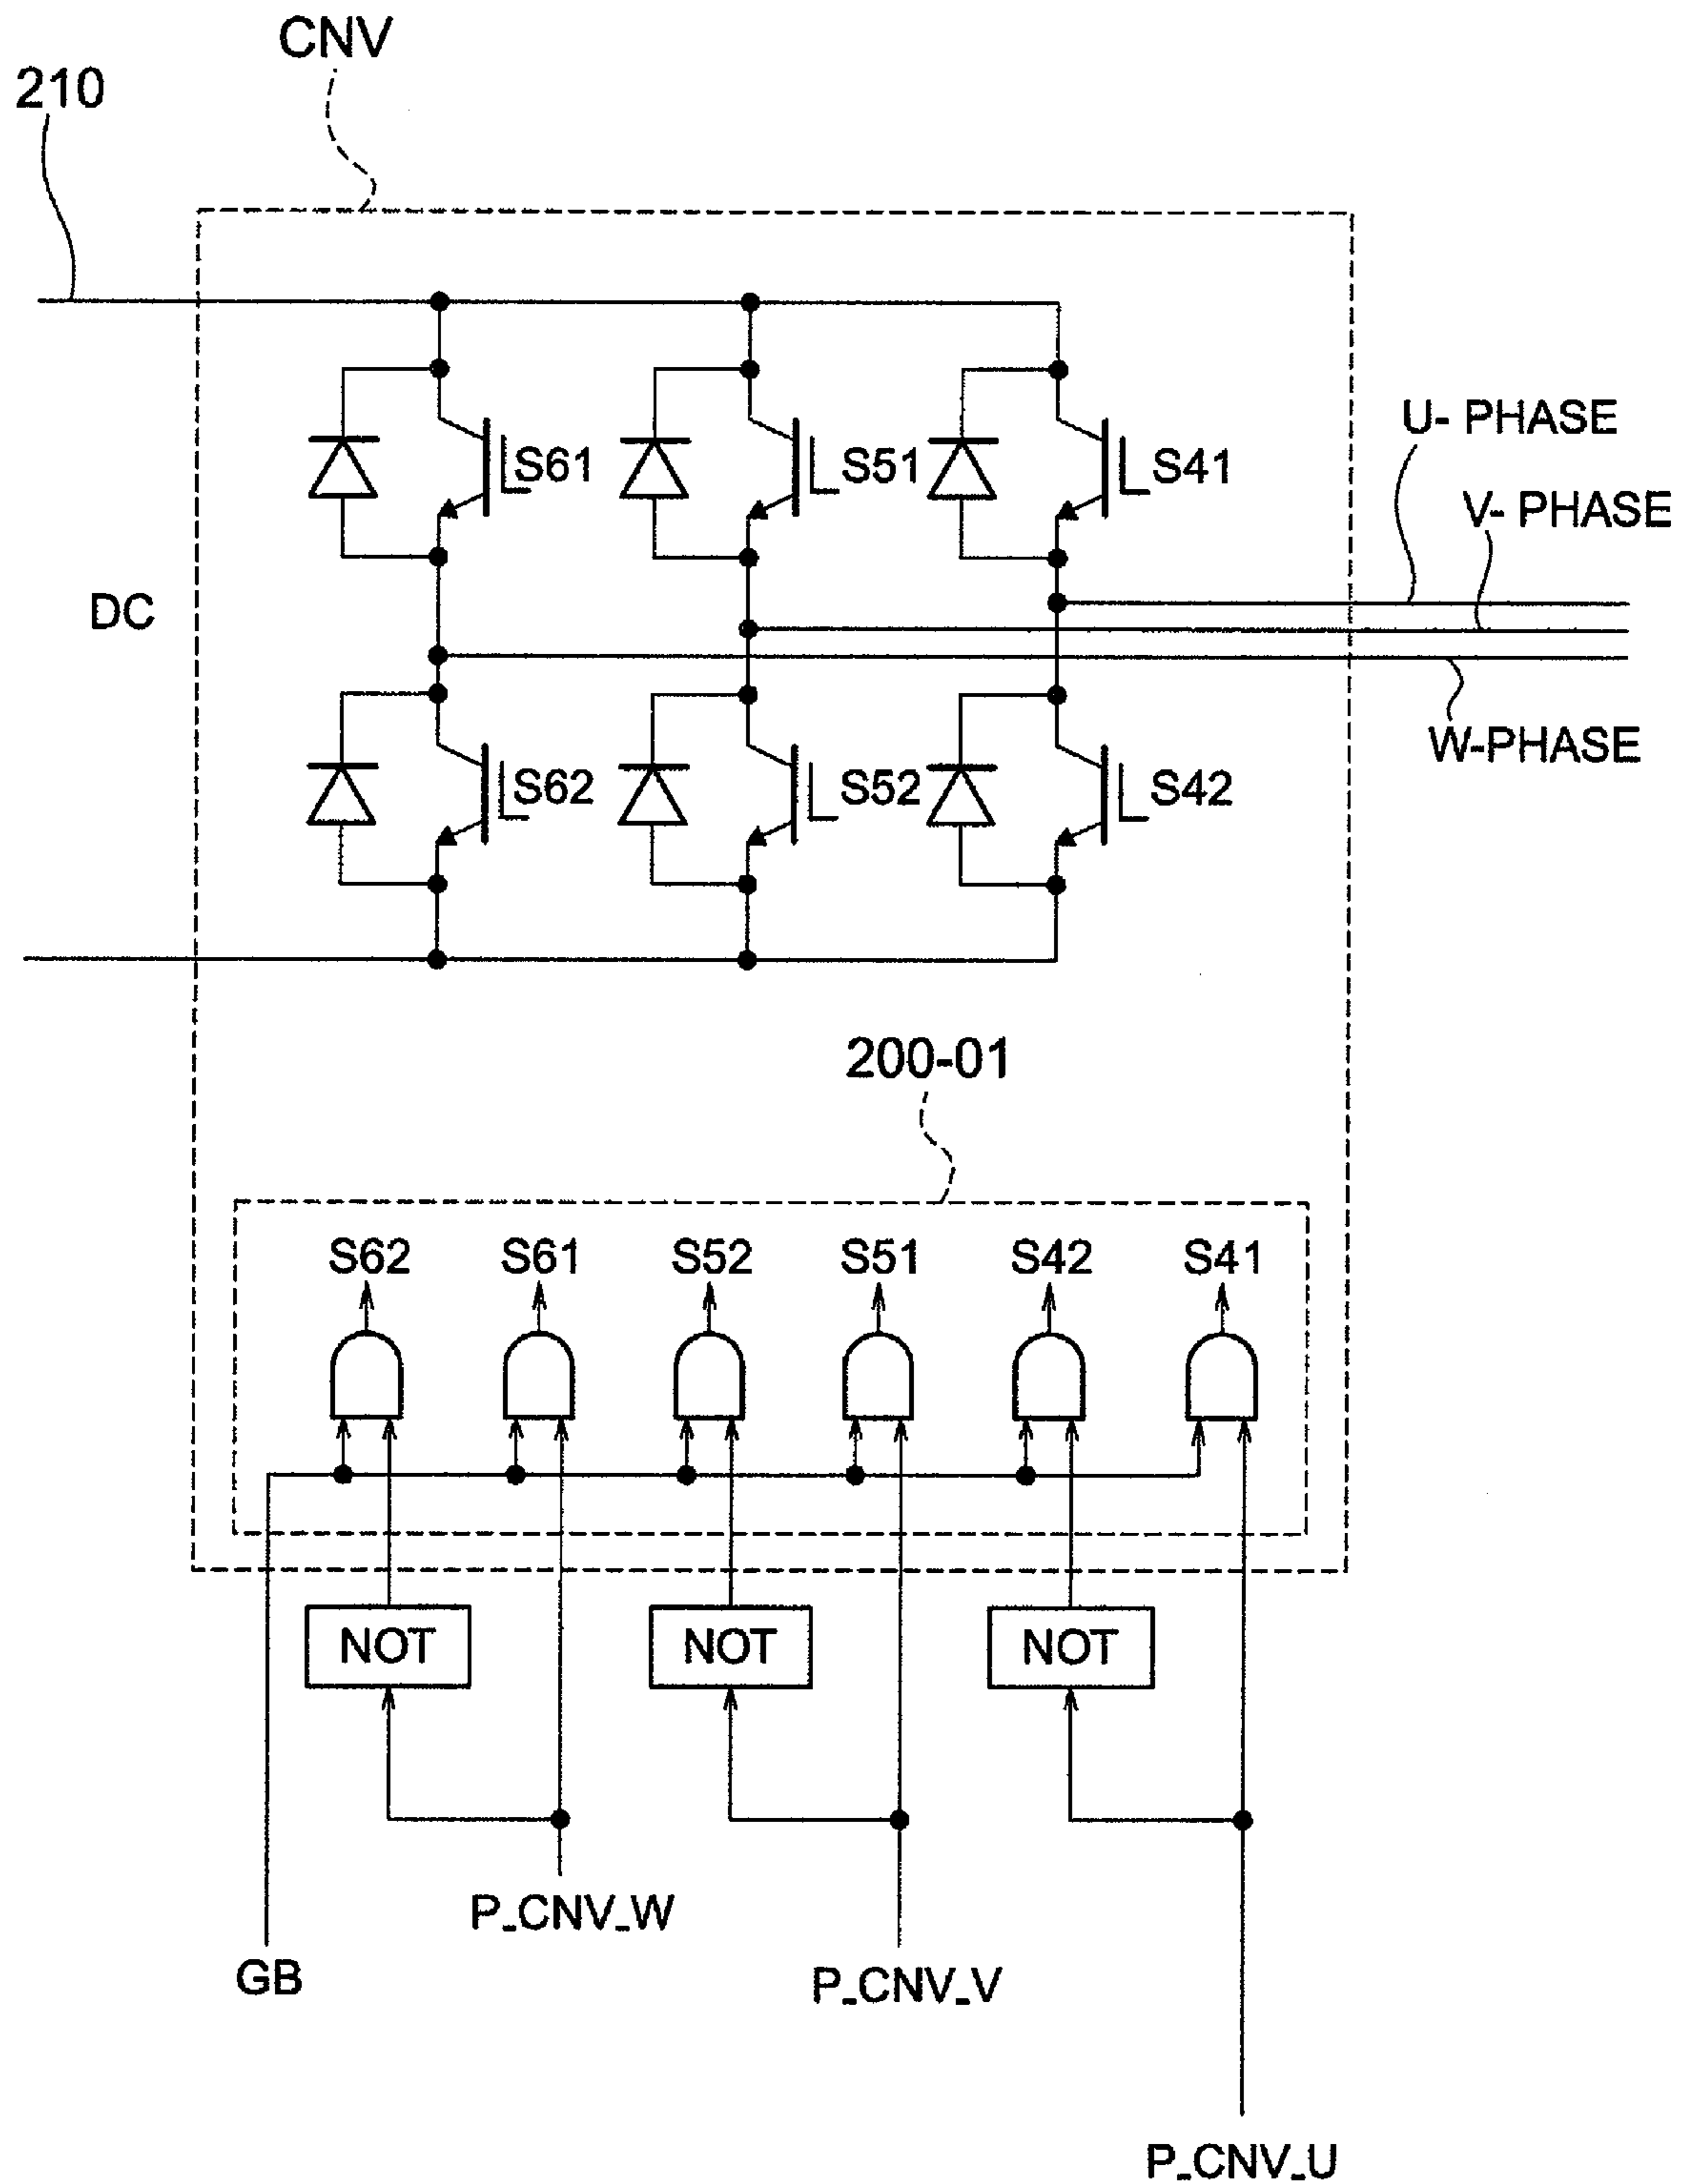 CNV
210
U- PHASE
S61
S51
S41
V- PHASE
DC
W-PHASE
S62
S52
S42
200-01
S62
S61
S52
S51
S42
S41
NOT
NOT
NOT
P_CNV_W
GB
P_CNV_V
P_CNV_U